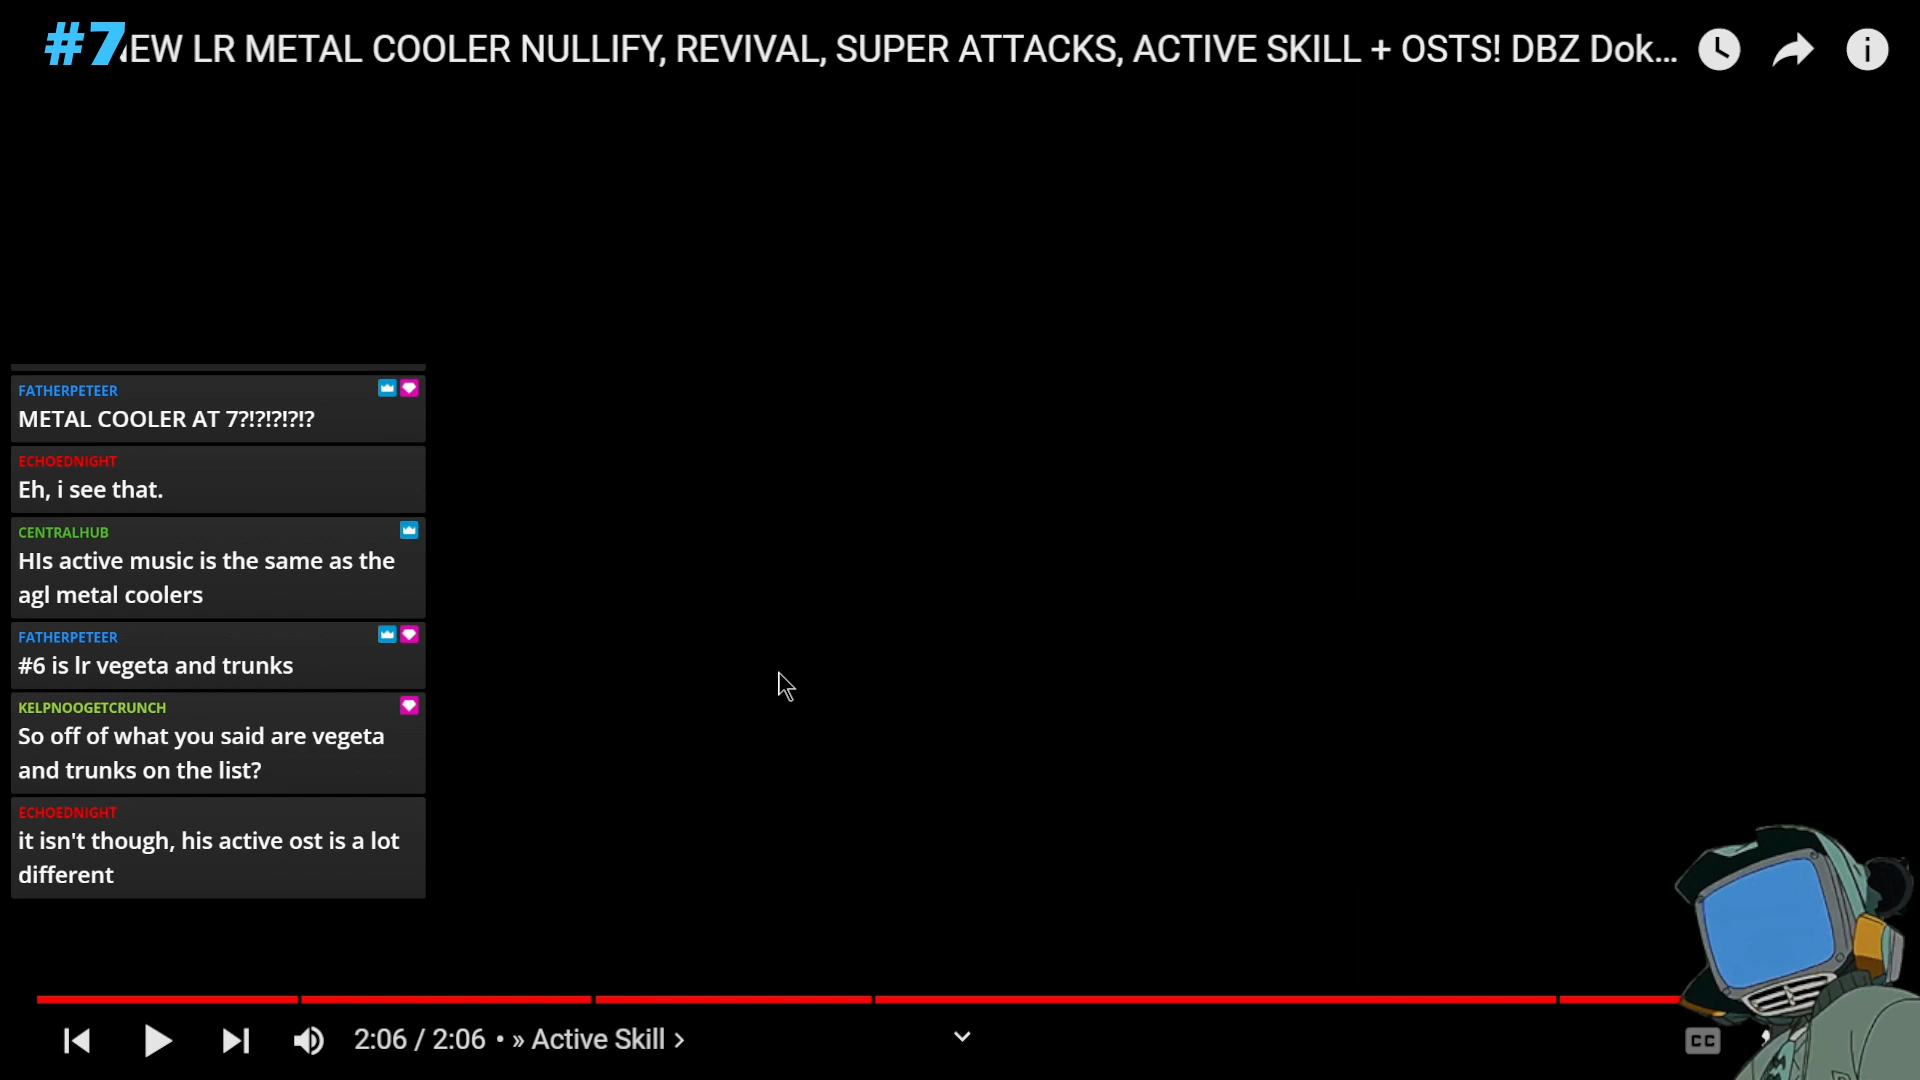 #7
EW LR METAL COOLER NULLIFY, REVIVAL, SUPER ATTACKS, ACTIVE SKILL + OSTS! DBZ Dok...
FATHERPETEER
METAL COOLER AT 7?!?!?!?!?
ECHOEDNIGHT
Eh, i see that.
CENTRALHUB
HIs active music is the same as the
agl metal coolers
FATHERPETEER
#6 is lr vegeta and trunks
KELPNOOGETCRUNCH
So off of what you said are vegeta
and trunks on the list?
ECHOEDNIGHT
it isn't though, his active ost is a lot
different
2:06 / 2:06 • » Active Skill ›
CC